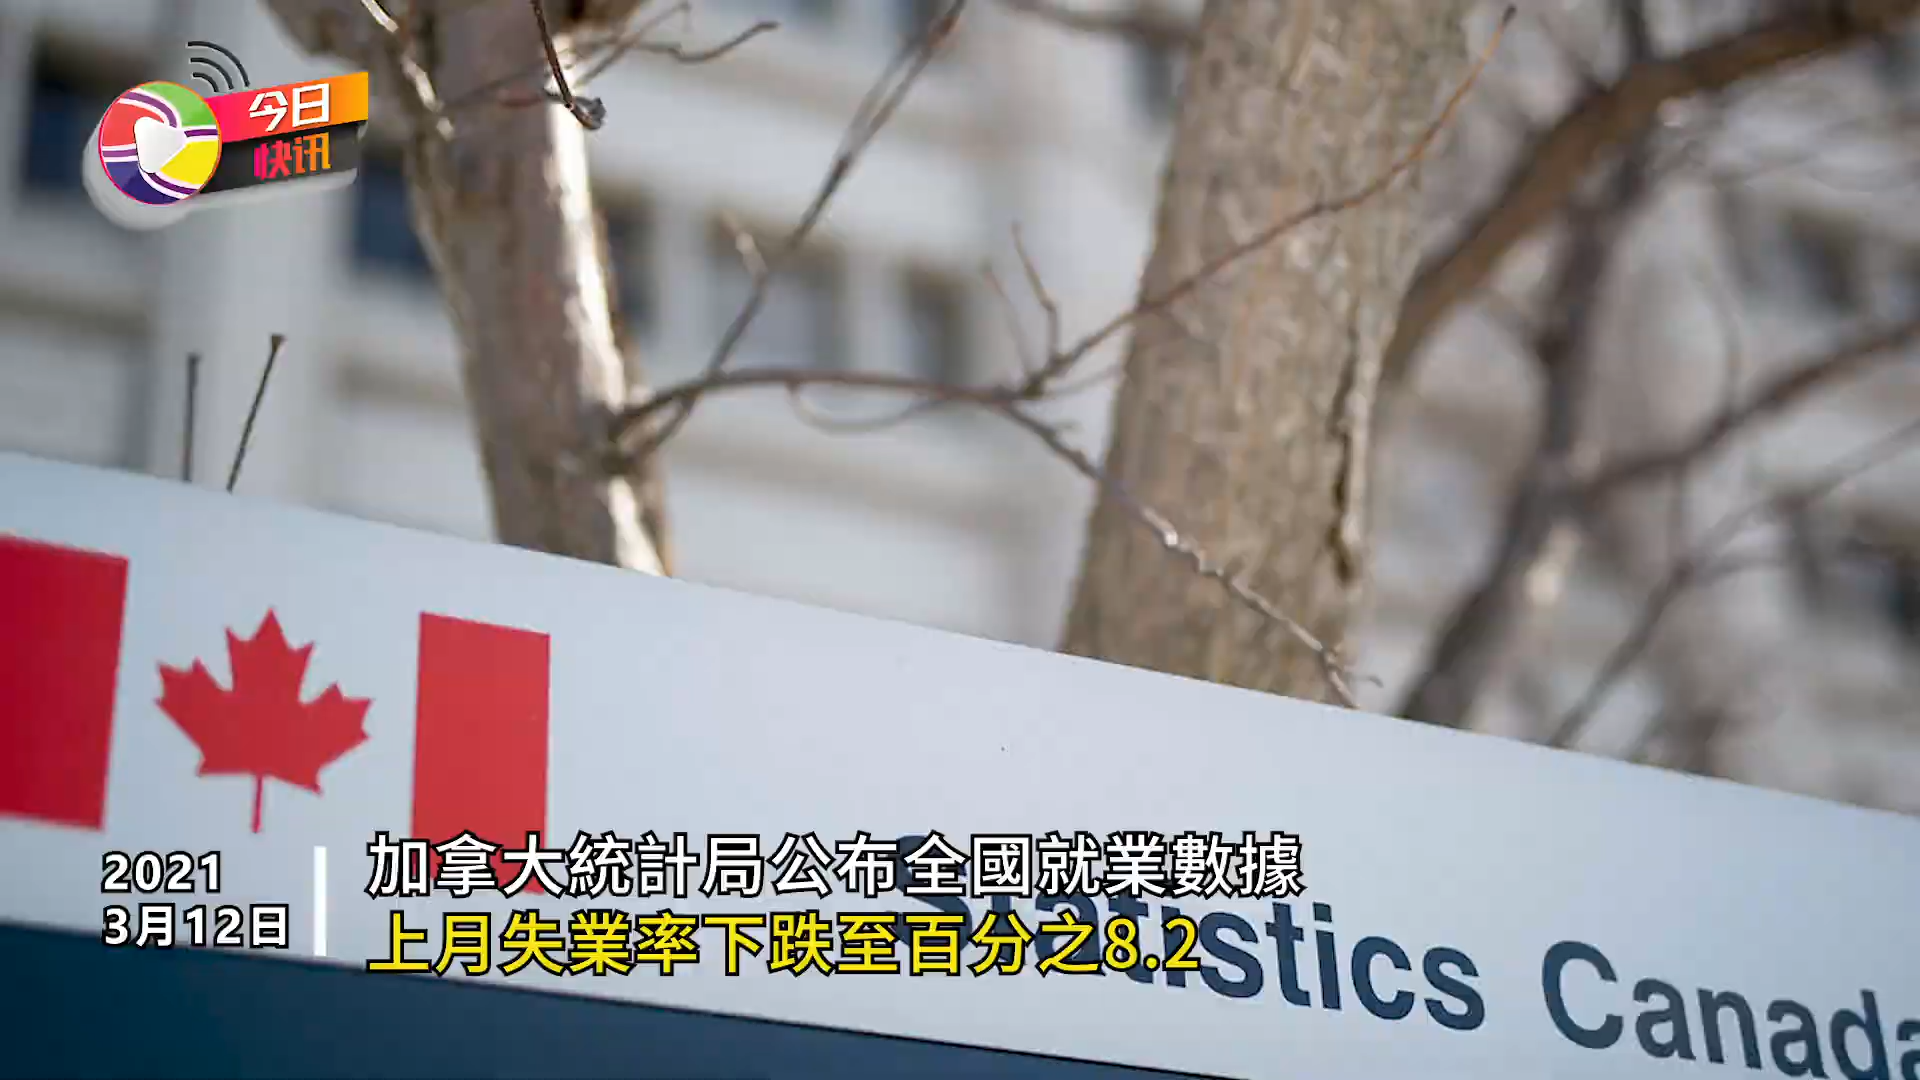 今日
快讯
2021
3月12日
加拿大統計局公布全國就業數據
上月失業率下跌至百分之8.2
Statistics Canada